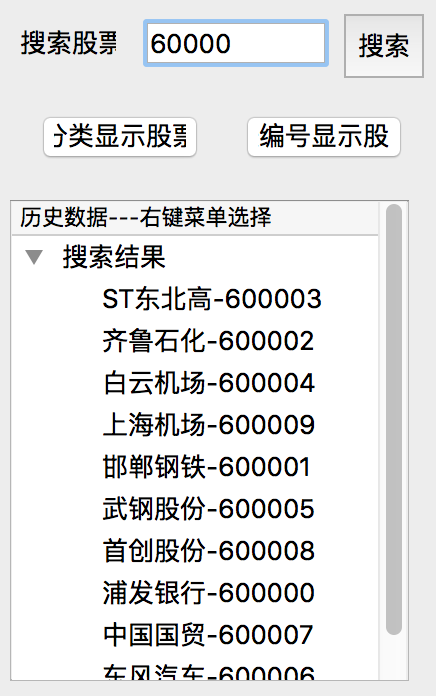 搜索股票 60000 搜索
分类显示股票 编号显示股
历史数据---右键菜单选择
搜索结果
ST东北高-600003
齐鲁石化-600002
白云机场-600004
上海机场-600009
邯郸钢铁-600001
武钢股份-600005
首创股份-600008
浦发银行-600000
中国国贸-600007
东风汽车-600006